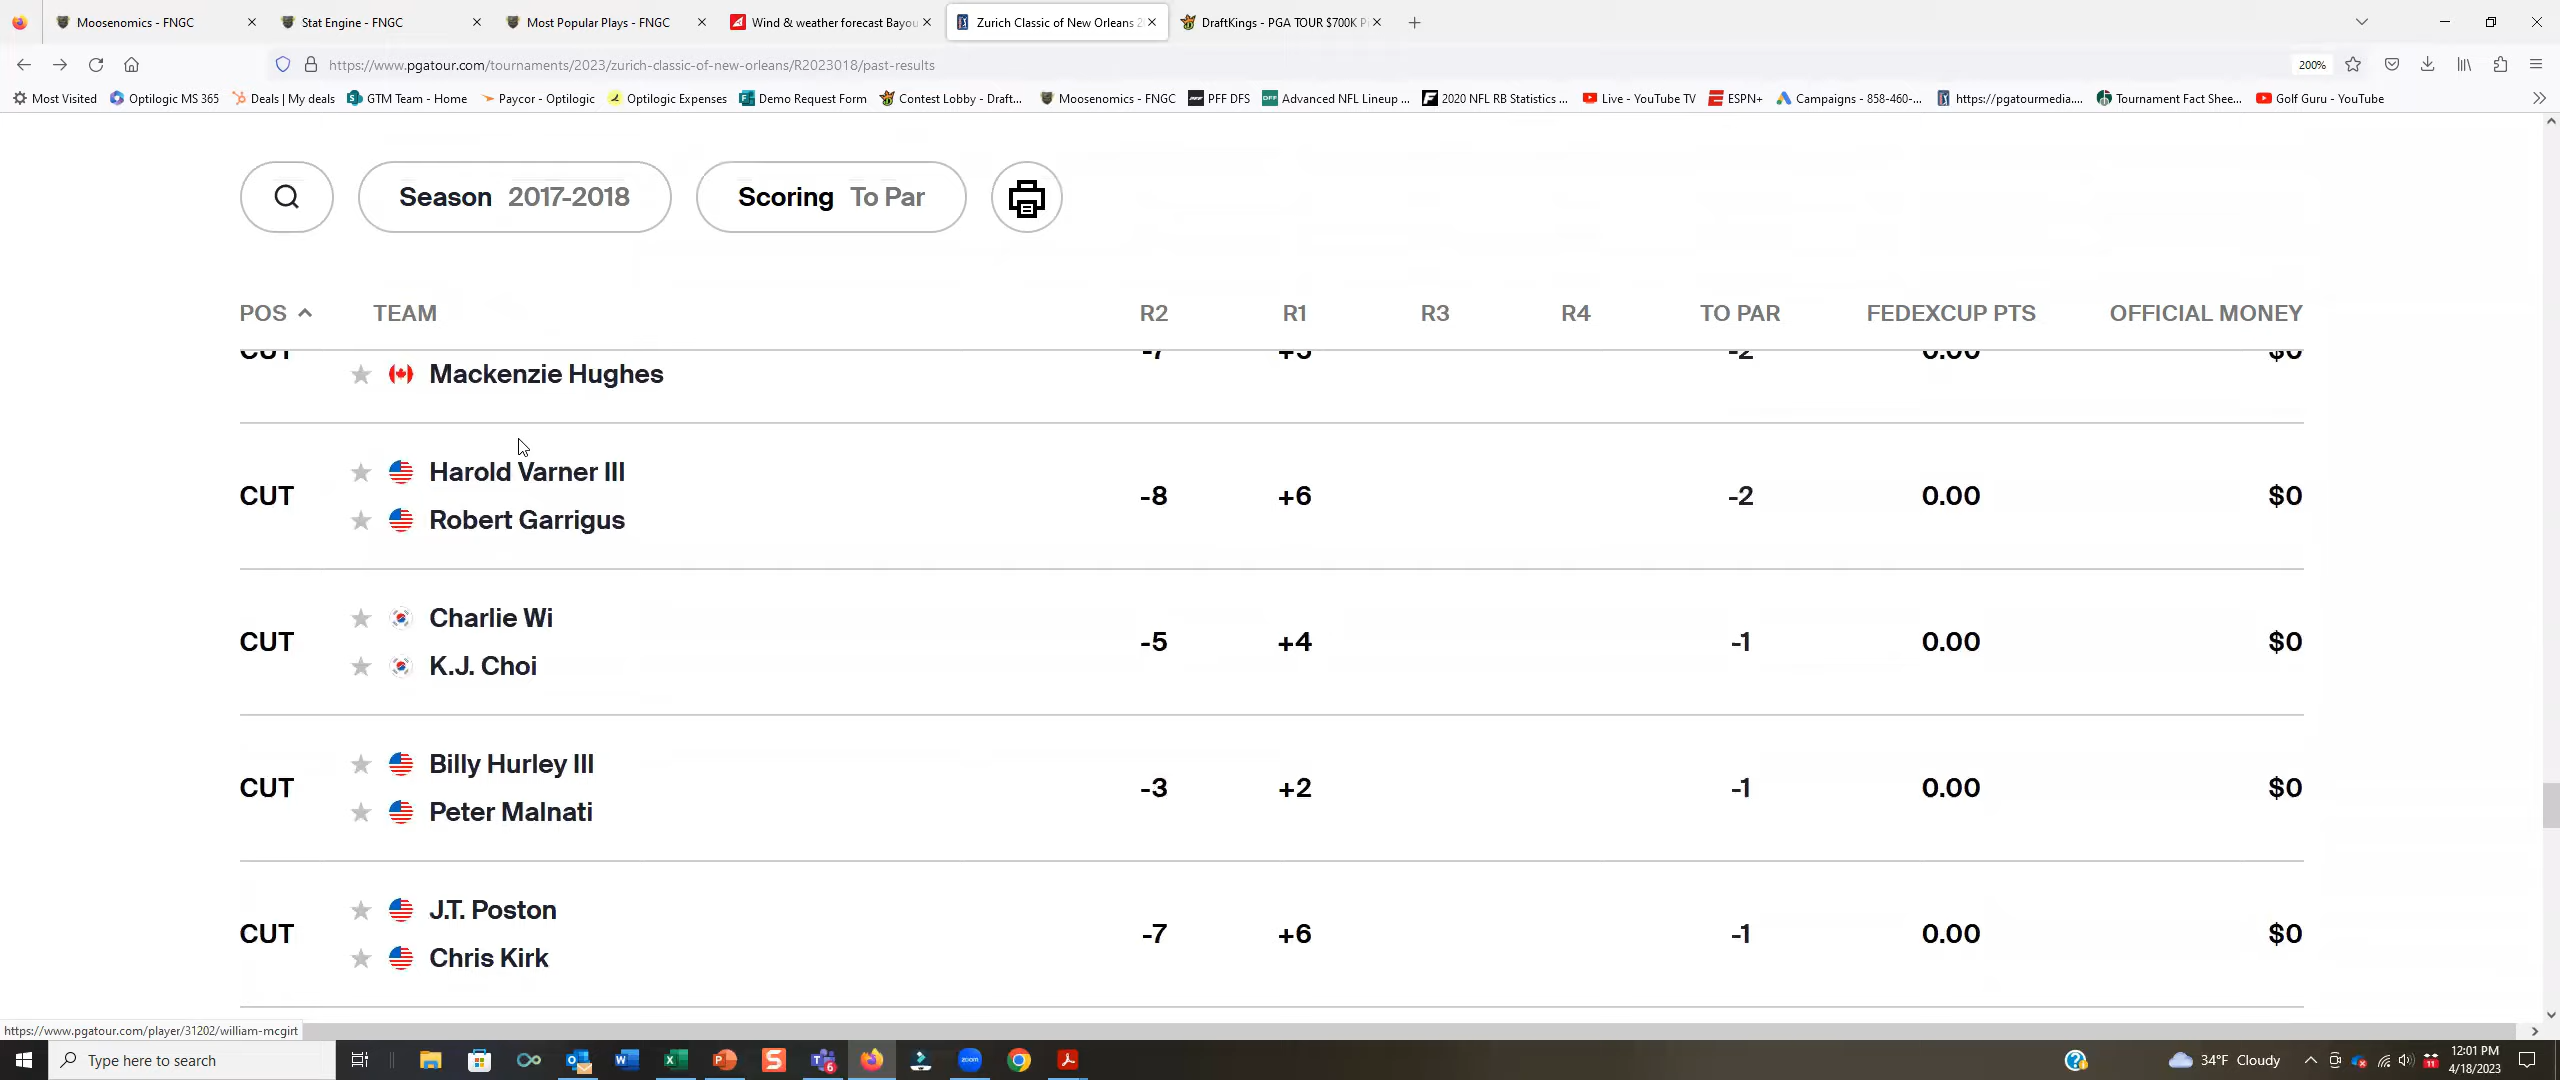 Moosenomics - FNGC
Stat Engine - FNGC
Most Popular Plays - FNGC
Wind & weather forecast Bayou
Zurich Classic of New Orleans 2
DraftKings - PGA TOUR $700K P
https://www.pgatour.com/tournaments/2023/zurich-classic-of-new-orleans/R2023018/past-results
200%
Most Visited
Optilogic MS 365
Deals | My deals
GTM Team - Home
Paycor - Optilogic
Optilogic Expenses
Demo Request Form
Contest Lobby - Draft...
Moosenomics - FNGC
PFF DFS
Advanced NFL Lineup ...
2020 NFL RB Statistics ...
Live - YouTube TV
ESPN+
Campaigns - 858-460-...
https://pgatourmedia....
Tournament Fact Shee...
Golf Guru - YouTube
Season 2017-2018
Scoring To Par
POS TEAM R2 R1 R3 R4 TO PAR FEDEXCUP PTS OFFICIAL MONEY
CUT -7 +5 -2 0.00 $0
Mackenzie Hughes
Harold Varner III
CUT -8 +6 -2 0.00 $0
Robert Garrigus
Charlie Wi
CUT -5 +4 -1 0.00 $0
K.J. Choi
Billy Hurley III
CUT -3 +2 -1 0.00 $0
Peter Malnati
J.T. Poston
CUT -7 +6 -1 0.00 $0
Chris Kirk
https://www.pgatour.com/player/31202/william-mcgirt
Type here to search
34°F Cloudy
12:01 PM
4/18/2023